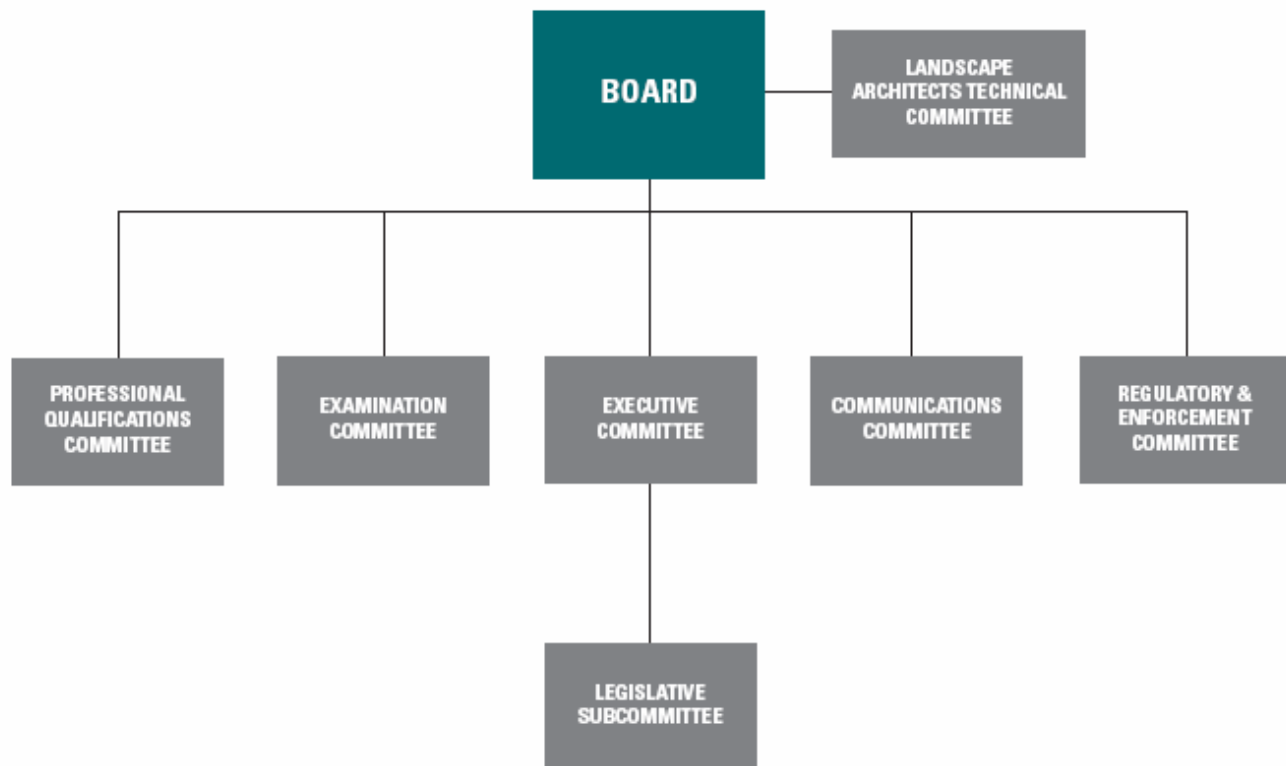 BOARD
LANDSCAPE
ARCHITECTS TECHNICAL
COMMITTEE
PROFESSIONAL
QUALIFICATIONS
COMMITTEE
EXAMINATION
COMMITTEE
EXECUTIVE
COMMITTEE
COMMUNICATIONS
COMMITTEE
REGULATORY &
ENFORCEMENT
COMMITTEE
LEGISLATIVE
SUBCOMMITTEE